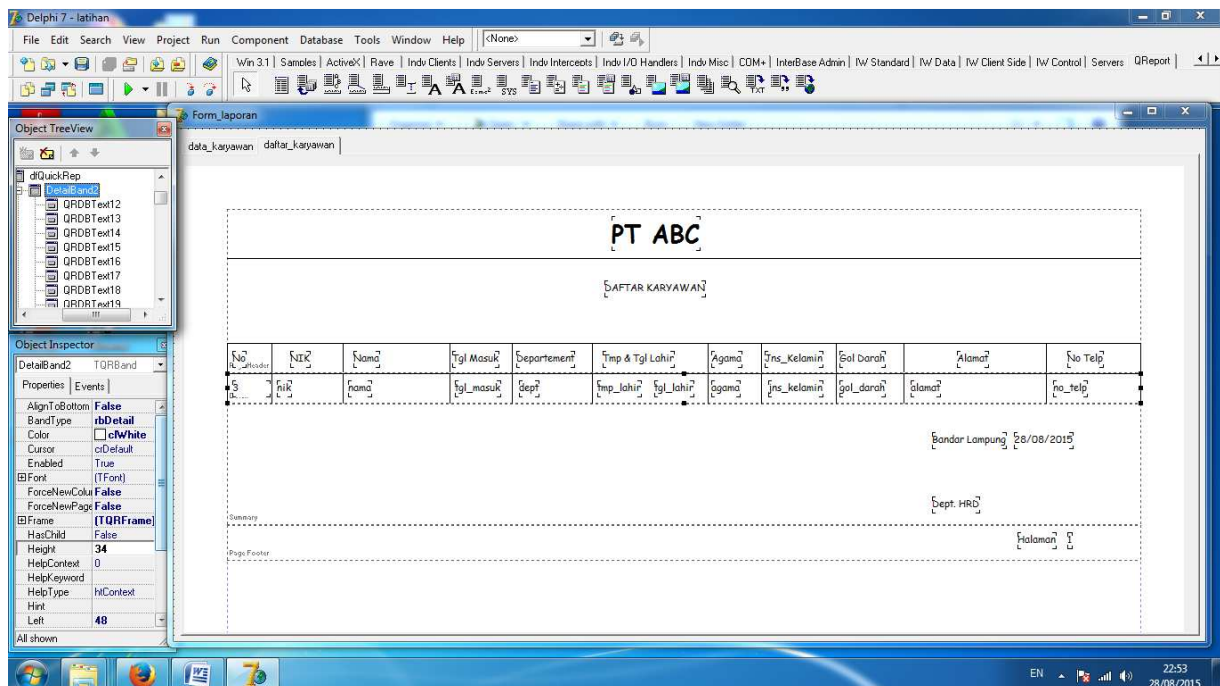 Delphi 7 - latihan
File Edit Search View Project Run Component Database Tools Window Help <None>
Win 3.1 | Samples | ActiveX | Rave | Indy Clients | Indy Servers | Indy Intercepts | Indy I/O Handlers | Indy Misc | COM+ | InterBase Admin | IW Standard | IW Data | IW Client Side | IW Control | Servers QReport
Form_laporan
Object TreeView
data_karyawan daftar_karyawan
dfQuickRep
DetailBand2
QRDBText12
QRDBText13
QRDBText14
QRDBText15
QRDBText16
QRDBText17
QRDBText18
QRDBText19
PT ABC
DAFTAR KARYAWAN
No NIK Nama Tgl Masuk Departement Tmp & Tgl Lahir Agama Jns_Kelamin Gol Darah Alamat No Telp
nik nama tgl_masuk dep tmp_lahir tgl_lahir agama jns_kelamin gol_darah alamat no_telp
Bandar Lampung 28/08/2015
Dept. HRD
Summary
Halaman
Page Footer
Object Inspector
DetailBand2 TQRBand
Properties Events
AlignToBottom False
BandType rbDetail
Color clWhite
Cursor crDefault
Enabled True
Font (TFont)
ForceNewColu False
ForceNewPage False
Frame (TQRFrame)
HasChild False
Height 34
HelpContext 0
HelpKeyword
HelpType htContext
Hint
Left 48
All shown
EN 22:53
28/08/2015